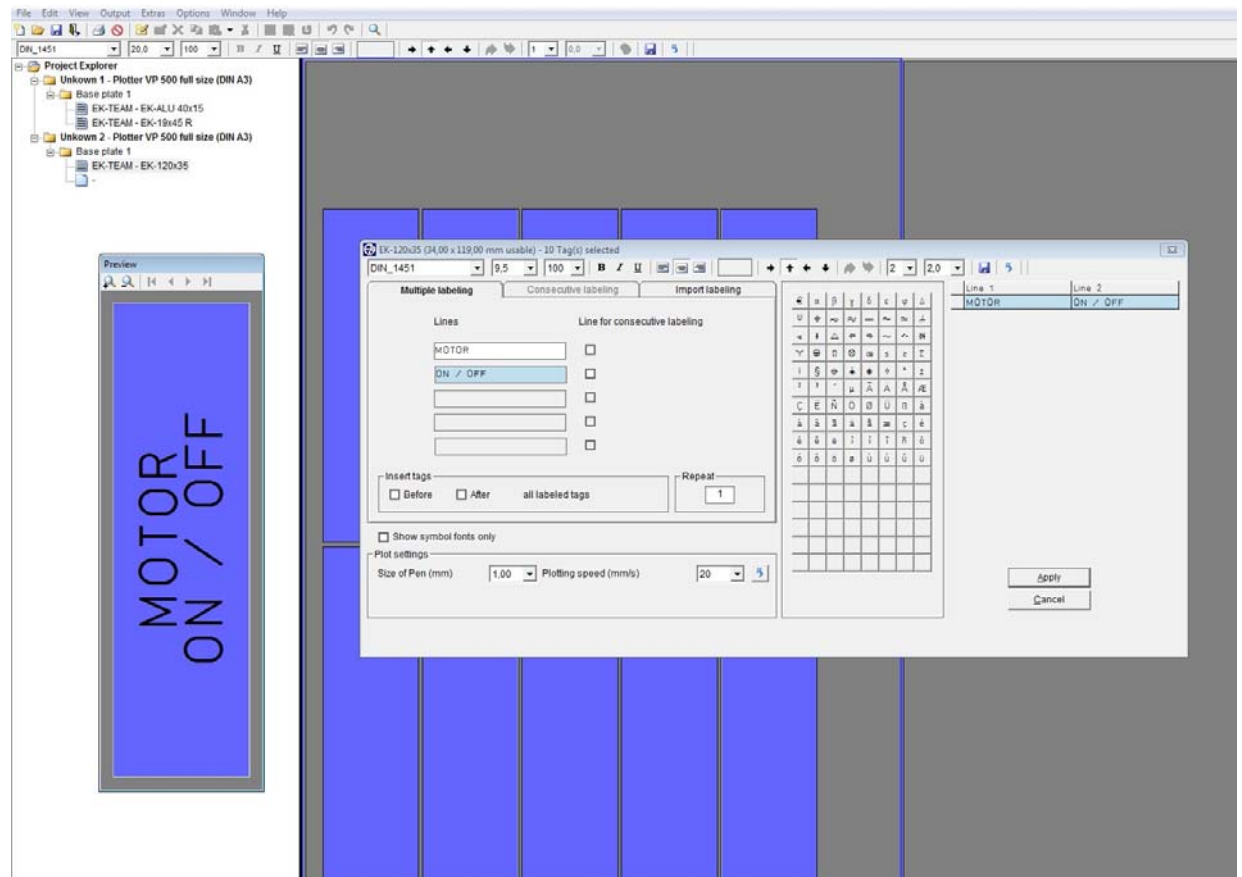 File Edit View Output Extras Options Window Help
DIN_1451 20,0 100 B I U 1 0,0
Project Explorer
Unkown 1 - Plotter VP 500 full size (DIN A3)
Base plate 1
EK-TEAM - EK-ALU 40x15
EK-TEAM - EK-19x45 R
Unkown 2 - Plotter VP 500 full size (DIN A3)
Base plate 1
EK-TEAM - EK-120x35
-
Preview
MOTOR
ON / OFF
EK-120x35 (34,00 x 119,00 mm usable) - 10 Tag(s) selected
DIN_1451 9,5 100 B I U 2 2,0
Multiple labeling Consecutive labeling Import labeling
Lines Line for consecutive labeling
MOTOR
ON / OFF
Insert tags
Before After all labeled tags
Repeat
1
Show symbol fonts only
Plot settings
Size of Pen (mm) 1,00 Plotting speed (mm/s) 20
Line 1 Line 2
MOTOR ON / OFF
Apply
Cancel